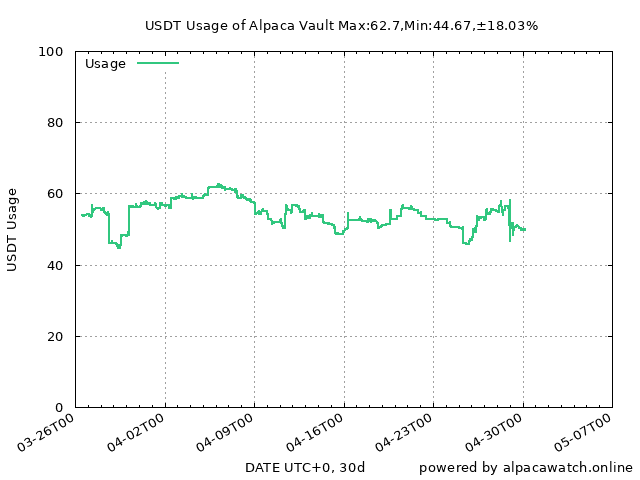 USDT Usage of Alpaca Vault Max:62.7,Min:44.67,±18.03%
Usage
USDT Usage
100
80
60
40
20
0
03-26T00
04-02T00
04-09T00
04-16T00
04-23T00
04-30T00
05-07T00
DATE UTC+0, 30d
powered by alpacawatch.online